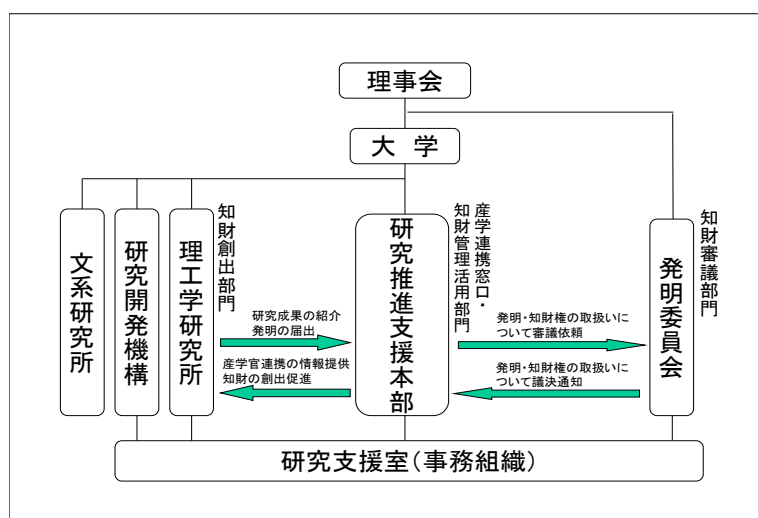 理事会
大　学
文系研究所
研究開発機構
理工学研究所
知財創出部門
研究成果の紹介
発明の届出
産学官連携の情報提供
知財の創出促進
研究推進支援本部
産学連携窓口・
知財管理活用部門
発明・知財権の取扱いに
ついて審議依頼
発明・知財権の取扱いに
ついて議決通知
発明委員会
知財審議部門
研究支援室（事務組織）